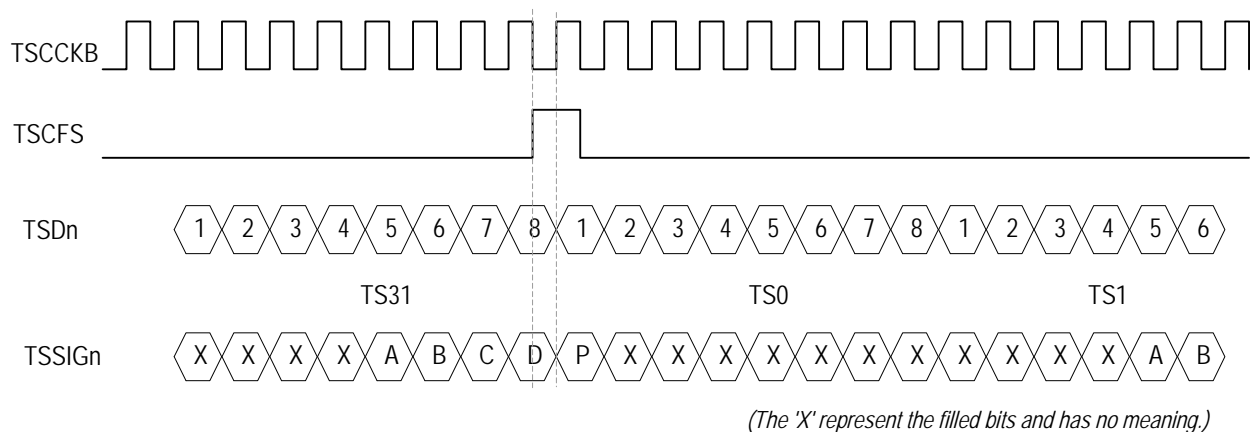 TSCCKB
TSCFS
TSDn 1 2 3 4 5 6 7 8 1 2 3 4 5 6 7 8 1 2 3 4 5 6
TS31 TS0 TS1
TSSIGn X X X X A B C D P X X X X X X X X X X X A B
(The 'X' represent the filled bits and has no meaning.)